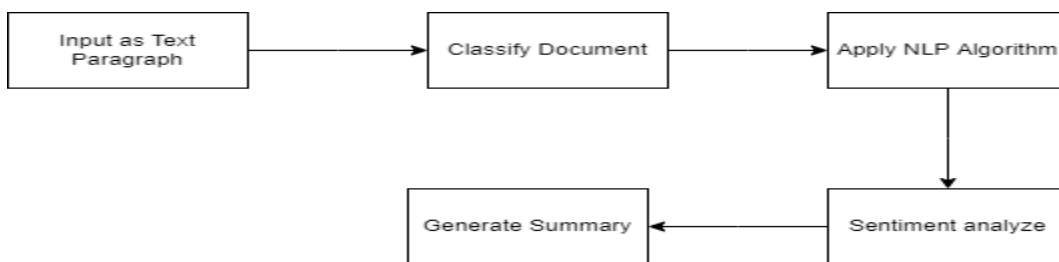 Input as Text
Paragraph
Classify Document
Apply NLP Algorithm
Sentiment analyze
Generate Summary